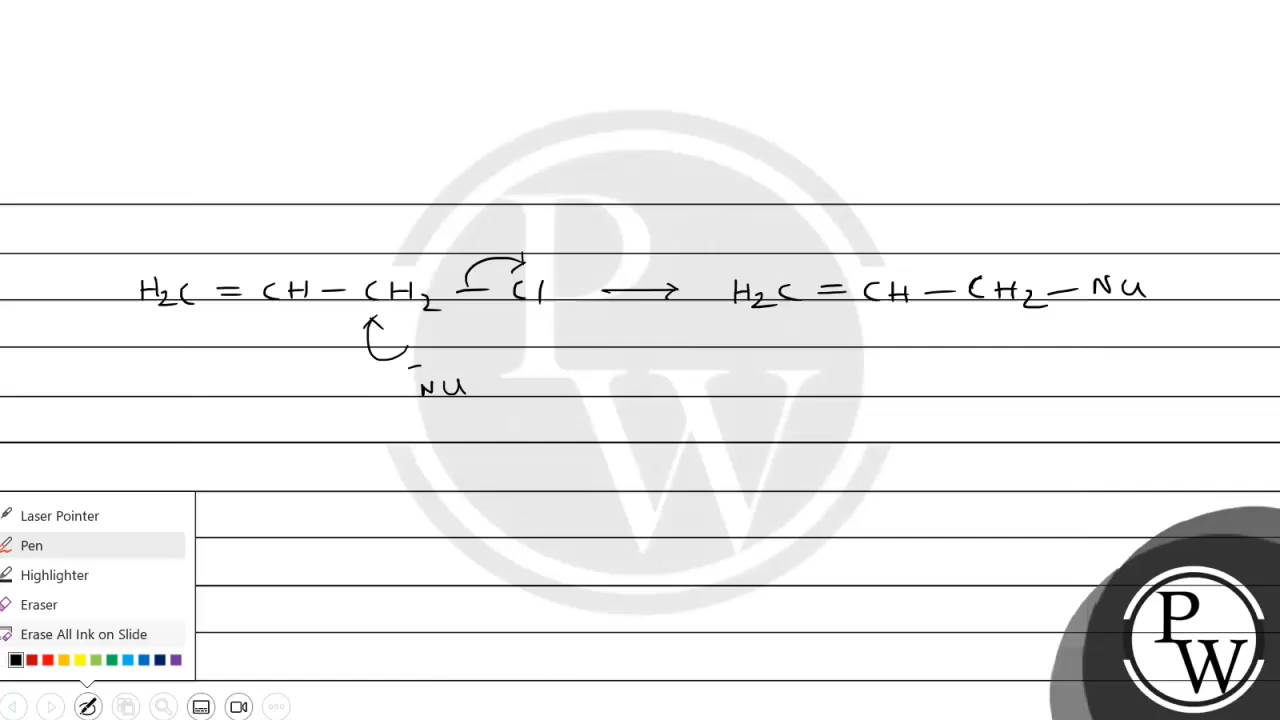 P
W
H₂C = CH — CH₂ — Cl ⟶ H₂C = CH — CH₂ — NU
⁻NU
Laser Pointer
Pen
Highlighter
Eraser
Erase All Ink on Slide
P
W